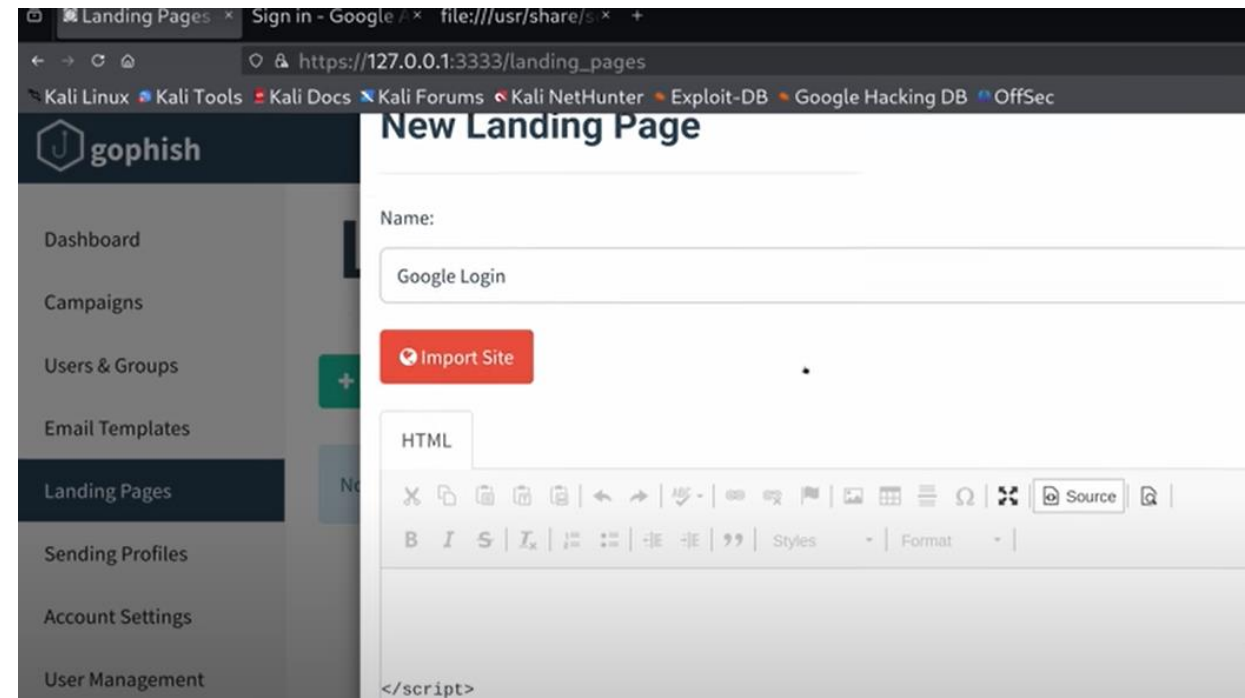 Landing Pages × Sign in - Google A× file:///usr/share/s × +
https://127.0.0.1:3333/landing_pages
Kali Linux Kali Tools Kali Docs Kali Forums Kali NetHunter Exploit-DB Google Hacking DB OffSec
gophish
New Landing Page
Dashboard
Campaigns
Users & Groups
Email Templates
Landing Pages
Sending Profiles
Account Settings
User Management
Name:
Google Login
Import Site
HTML
Source
B I S Tx Styles Format
</script>